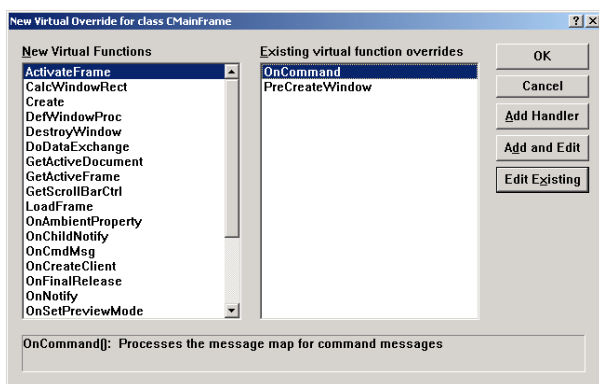 New Virtual Override for class CMainFrame
New Virtual Functions
ActivateFrame
CalcWindowRect
Create
DefWindowProc
DestroyWindow
DoDataExchange
GetActiveDocument
GetActiveFrame
GetScrollBarCtrl
LoadFrame
OnAmbientProperty
OnChildNotify
OnCmdMsg
OnCreateClient
OnFinalRelease
OnNotify
OnSetPreviewMode
Existing virtual function overrides
OnCommand
PreCreateWindow
OK
Cancel
Add Handler
Add and Edit
Edit Existing
OnCommand(): Processes the message map for command messages